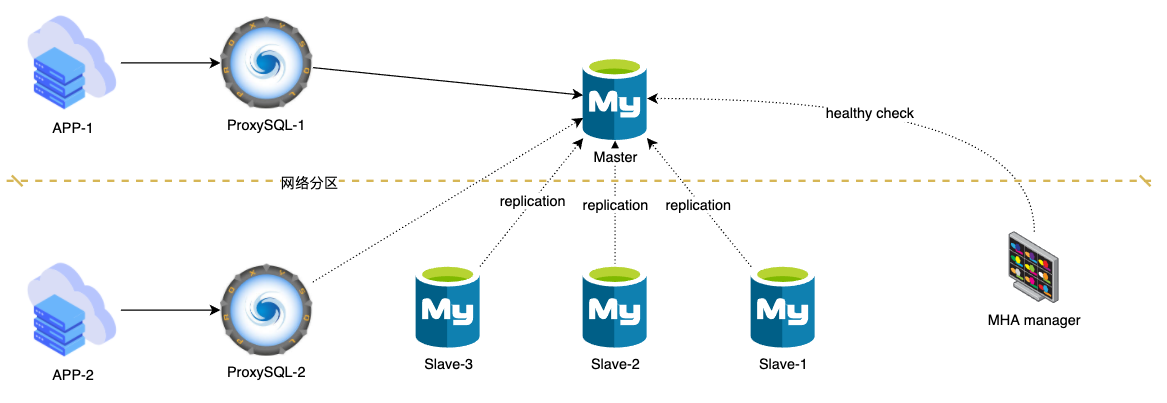 APP-1
ProxySQL-1
My
Master
healthy check
网络分区
replication
replication
replication
APP-2
ProxySQL-2
My
Slave-3
My
Slave-2
My
Slave-1
MHA manager